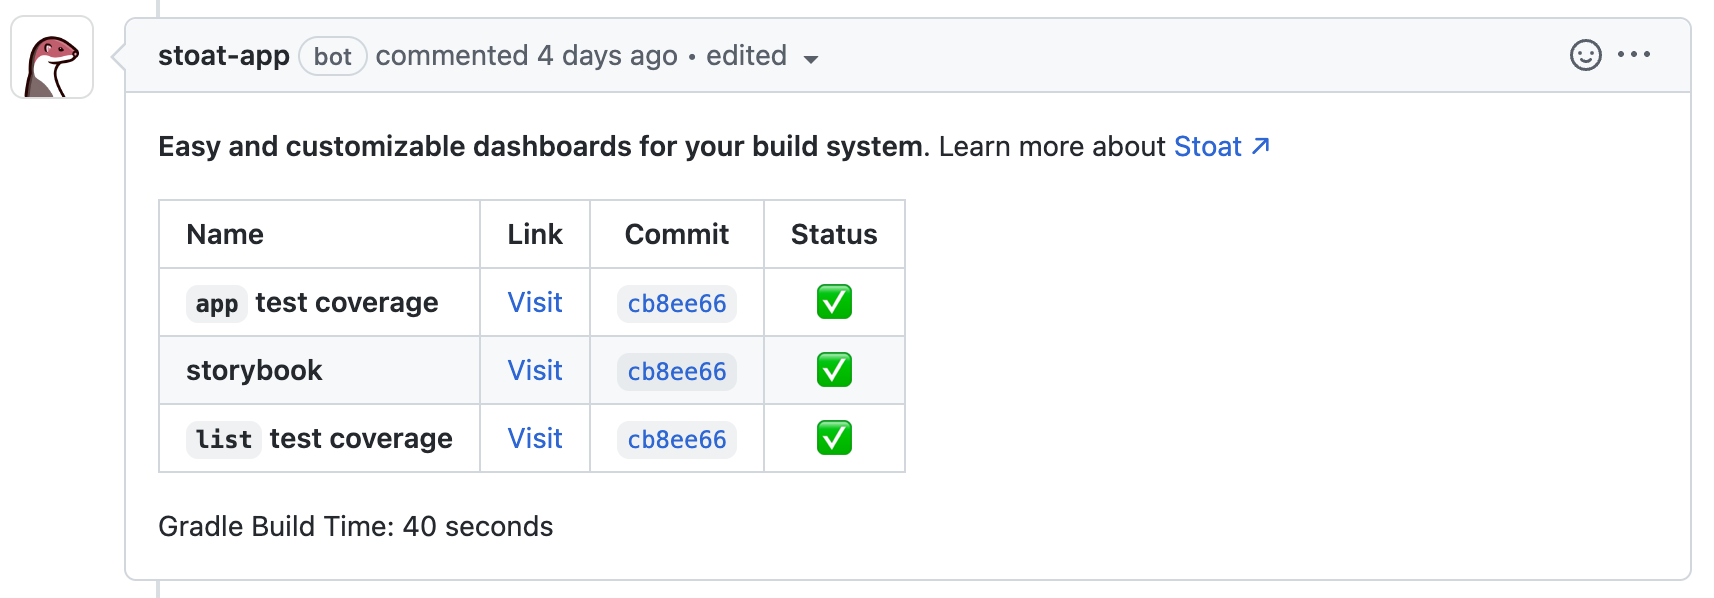 stoat-app bot commented 4 days ago • edited
Easy and customizable dashboards for your build system. Learn more about Stoat ↗
Name Link Commit Status
app test coverage Visit cb8ee66 ✅
storybook Visit cb8ee66 ✅
list test coverage Visit cb8ee66 ✅
Gradle Build Time: 40 seconds